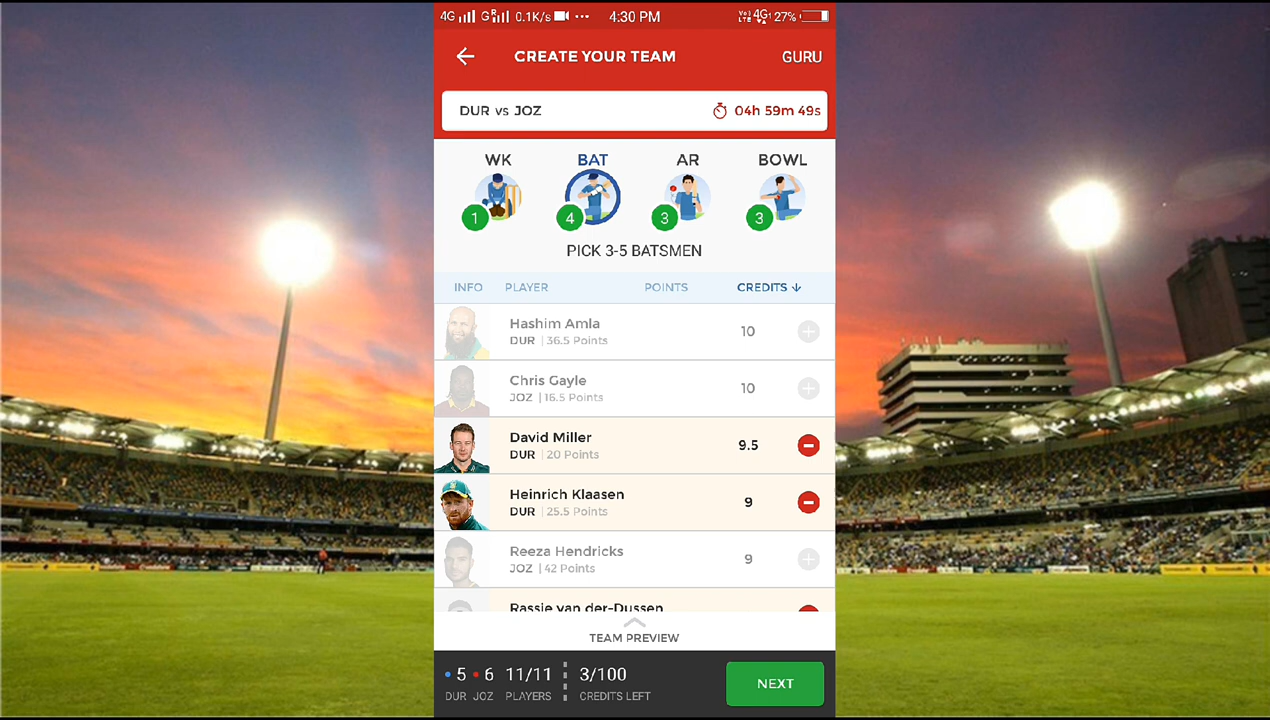 4G G R 0.1K/s ... 4:30 PM Vo) LTE 4G 27%
CREATE YOUR TEAM GURU
DUR vs JOZ 04h 59m 49s
WK BAT AR BOWL
1 4 3 3
PICK 3-5 BATSMEN
INFO PLAYER POINTS CREDITS ↓
Hashim Amla 10
DUR | 36.5 Points
Chris Gayle 10
JOZ | 16.5 Points
David Miller 9.5
DUR | 20 Points
Heinrich Klaasen 9
DUR | 25.5 Points
Reeza Hendricks 9
JOZ | 42 Points
Rassie van der-Dussen
TEAM PREVIEW
5 6 11/11 3/100 NEXT
DUR JOZ PLAYERS CREDITS LEFT